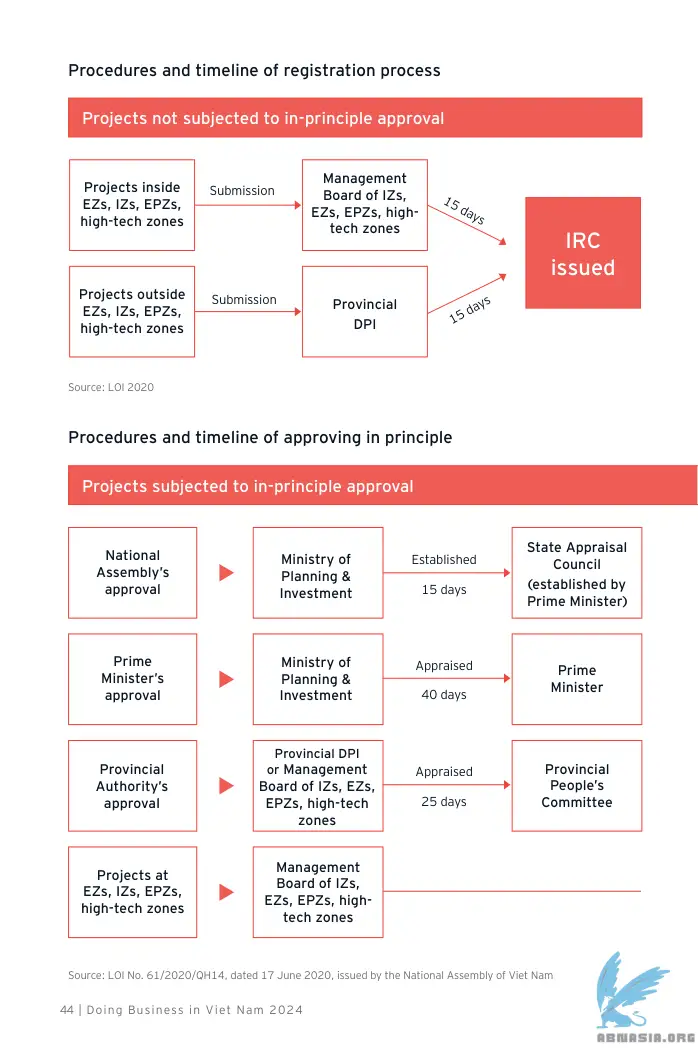 Procedures and timeline of registration process
Projects not subjected to in-principle approval
Projects inside
EZs, IZs, EPZs,
high-tech zones
Submission
Management
Board of IZs,
EZs, EPZs, high-
tech zones
15 days
IRC
issued
Projects outside
EZs, IZs, EPZs,
high-tech zones
Submission
Provincial
DPI
15 days
Source: LOI 2020
Procedures and timeline of approving in principle
Projects subjected to in-principle approval
National
Assembly's
approval
Ministry of
Planning &
Investment
Established
15 days
State Appraisal
Council
(established by
Prime Minister)
Prime
Minister's
approval
Ministry of
Planning &
Investment
Appraised
40 days
Prime
Minister
Provincial
Authority's
approval
Provincial DPI
or Management
Board of IZs, EZs,
EPZs, high-tech
zones
Appraised
25 days
Provincial
People's
Committee
Projects at
EZs, IZs, EPZs,
high-tech zones
Management
Board of IZs,
EZs, EPZs, high-
tech zones
Source: LOI No. 61/2020/QH14, dated 17 June 2020, issued by the National Assembly of Viet Nam
44 | Doing Business in Viet Nam 2024
ABNASIA.ORG